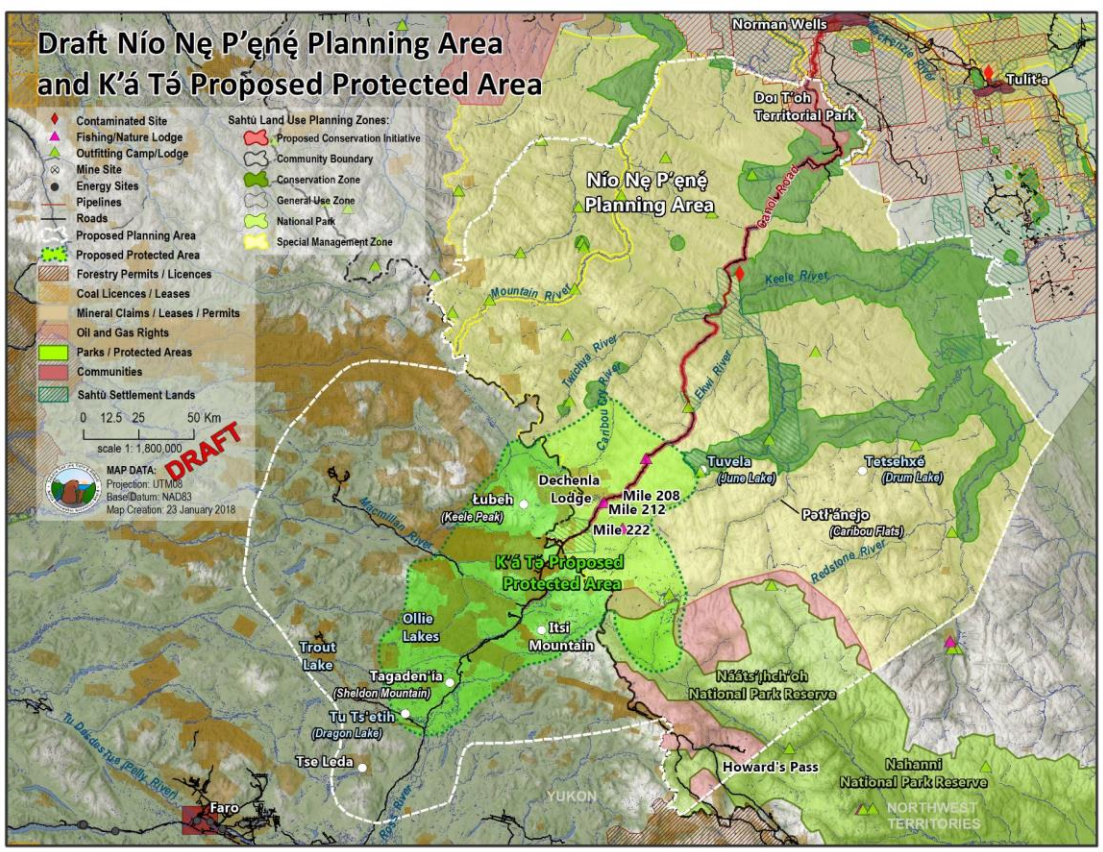 Draft Nío Nę P’ęnę́ Planning Area
and K’á Tǝ́ Proposed Protected Area
Contaminated Site
Fishing/Nature Lodge
Outfitting Camp/Lodge
Mine Site
Energy Sites
Pipelines
Roads
Proposed Planning Area
Proposed Protected Area
Forestry Permits / Licences
Coal Licences / Leases
Mineral Claims / Leases / Permits
Oil and Gas Rights
Parks / Protected Areas
Communities
Sahtù Settlement Lands
Sahtú Land Use Planning Zones:
Proposed Conservation Initiative
Community Boundary
Conservation Zone
General Use Zone
National Park
Special Management Zone
0 12.5 25 50 Km
scale 1: 1,800,000
DRAFT
MAP DATA:
Projection: UTM08
Base Datum: NAD83
Map Creation: 23 January 2018
Norman Wells
Mackenzie River
Tulít'a
Doı T'oh
Territorial Park
Nío Nę P'ęnę́
Planning Area
Canol Road
Keele River
Mountain River
Twichya River
Caribou Cry River
Ekwi River
Tuvela
(June Lake)
Tetsehxé
(Drum Lake)
Dechenla
Lodge
Mile 208
Mile 212
Mile 222
Łubeh
(Keele Peak)
Macmillan River
(Caribou Flats)
Redstone River
K'á Tǝ́ Proposed
Protected Area
Ollie
Lakes
Itsi
Mountain
Trout
Lake
Tagaden'ia
(Sheldon Mountain)
Tu Ts'etih
(Dragon Lake)
Tse Leda
National Park Reserve
Howard's Pass
Nahanni
National Park Reserve
(Pelly River)
Faro
Ross River
YUKON
NORTHWEST
TERRITORIES